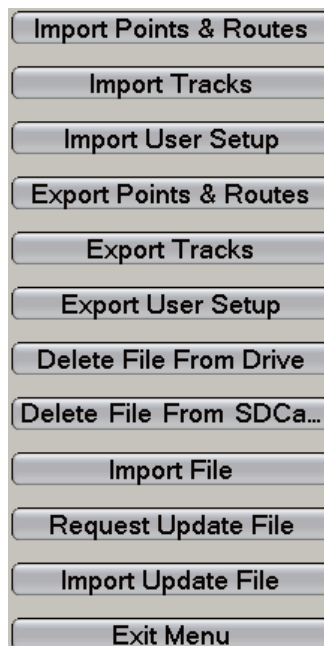 Import Points & Routes
Import Tracks
Import User Setup
Export Points & Routes
Export Tracks
Export User Setup
Delete File From Drive
Delete File From SDCa...
Import File
Request Update File
Import Update File
Exit Menu